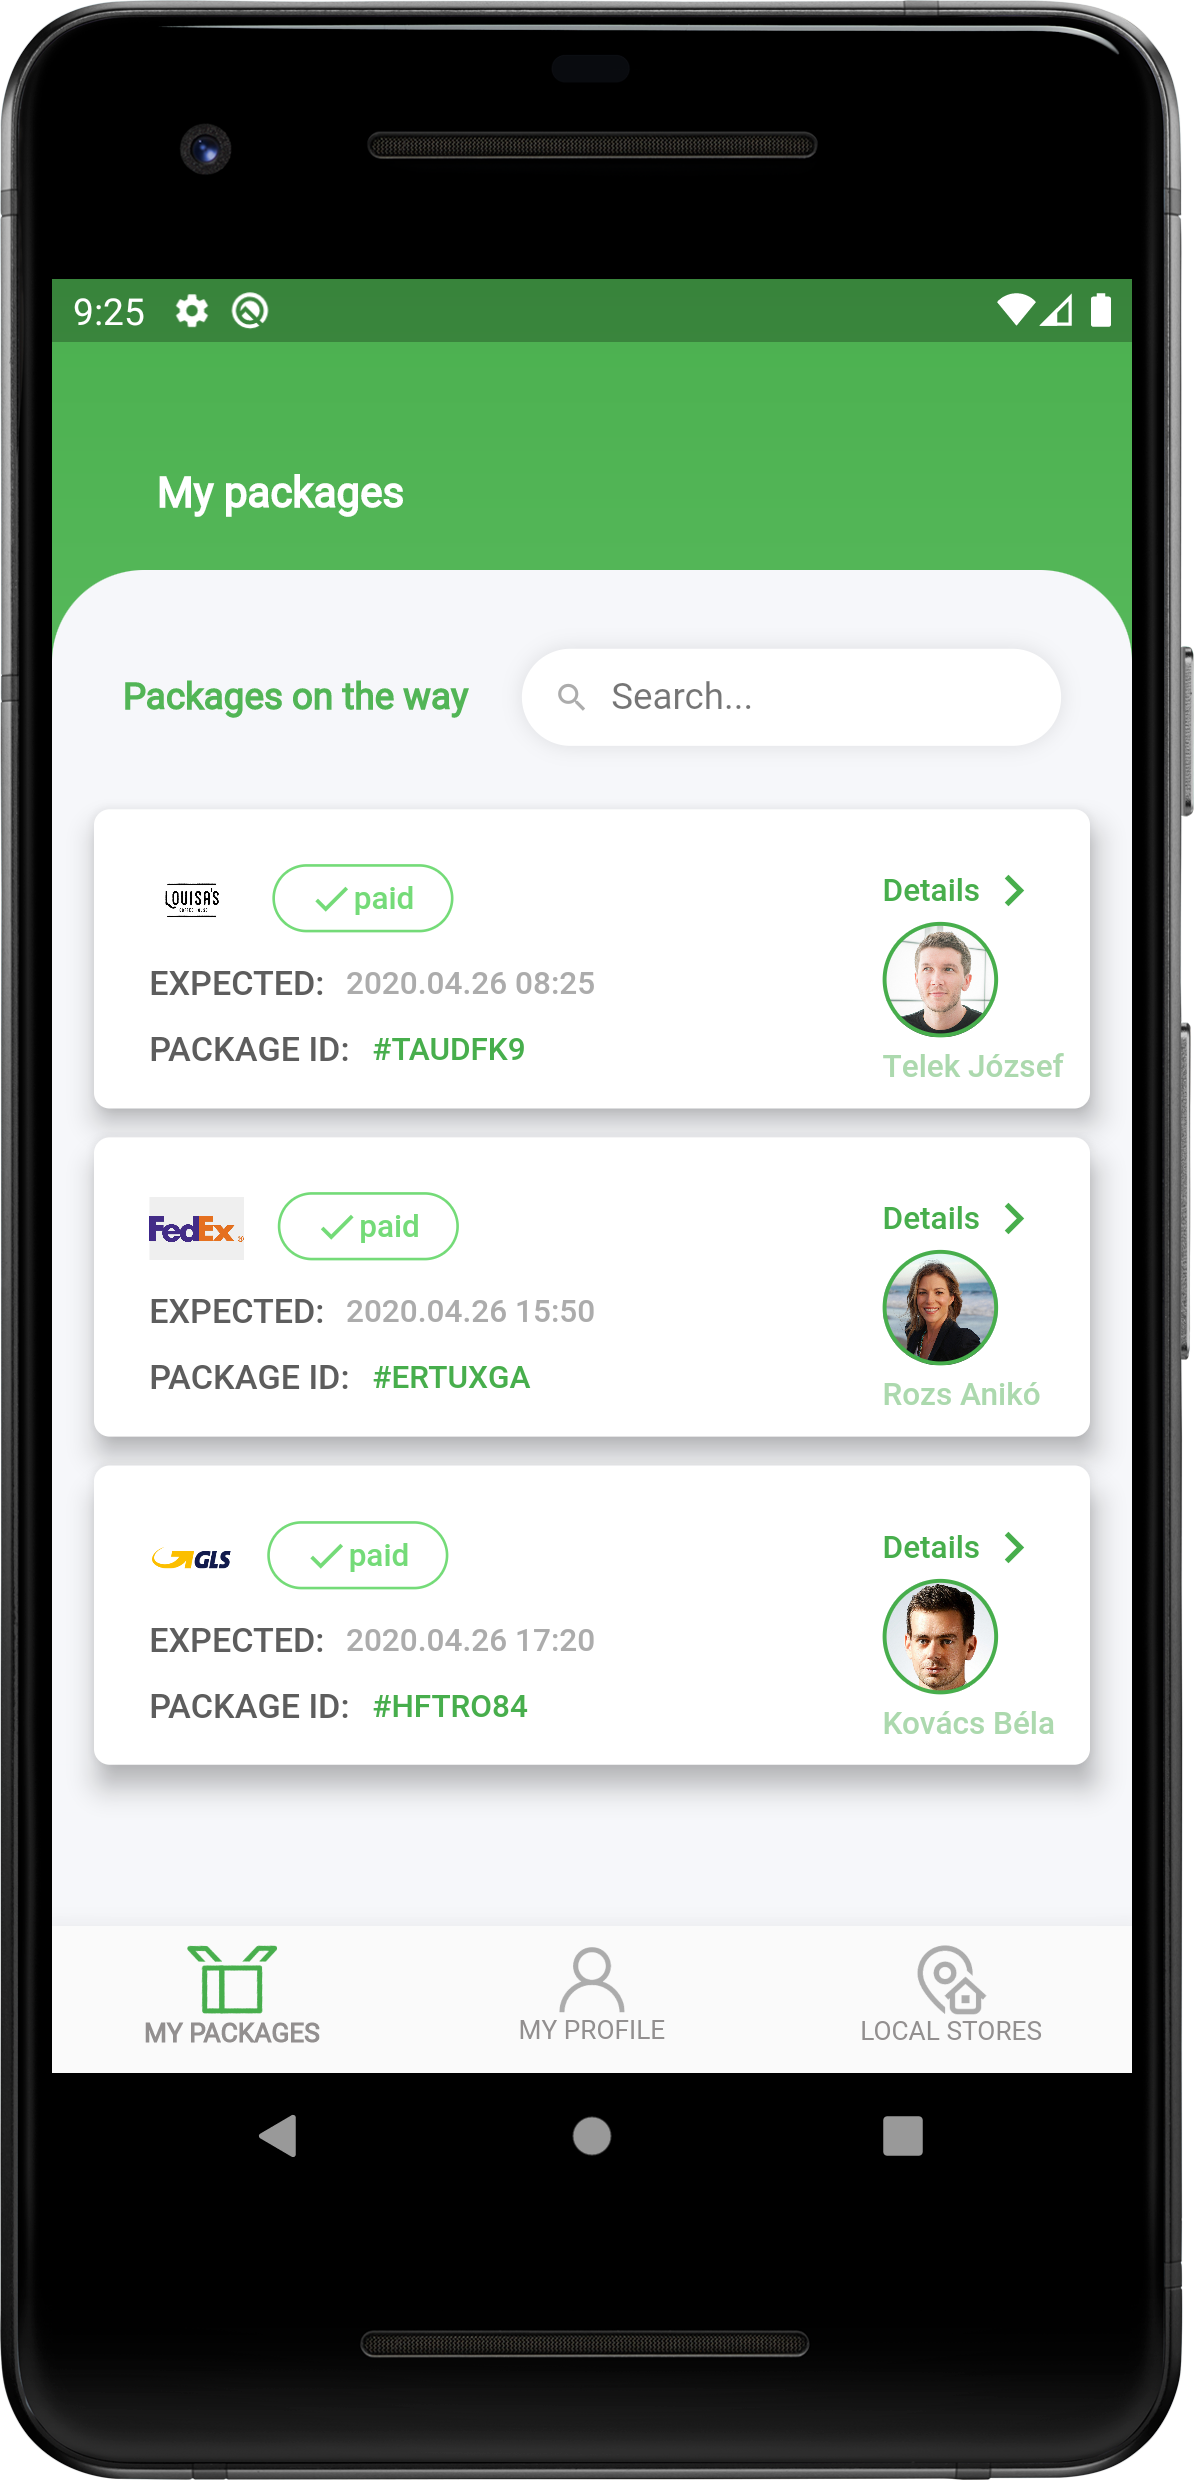 9:25
My packages
Packages on the way
Search...
LOUISA'S
paid
Details
EXPECTED: 2020.04.26 08:25
PACKAGE ID: #TAUDFK9
Telek József
FedEx ®
paid
Details
EXPECTED: 2020.04.26 15:50
PACKAGE ID: #ERTUXGA
Rozs Anikó
GLS
paid
Details
EXPECTED: 2020.04.26 17:20
PACKAGE ID: #HFTRO84
Kovács Béla
MY PACKAGES
MY PROFILE
LOCAL STORES